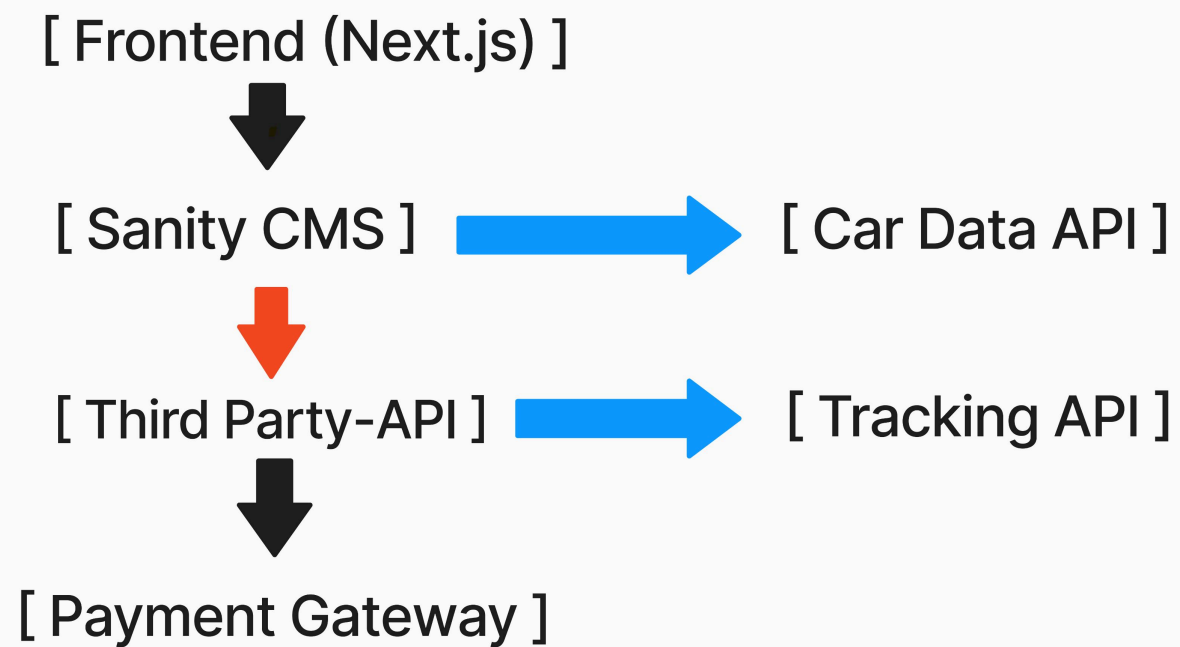 [ Frontend (Next.js) ]
[ Sanity CMS ] [ Car Data API ]
[ Third Party-API ] [ Tracking API ]
[ Payment Gateway ]